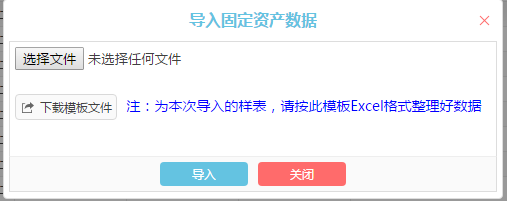 导入固定资产数据
选择文件 未选择任何文件
下载模板文件 注：为本次导入的样表，请按此模板Excel格式整理好数据
导入 关闭